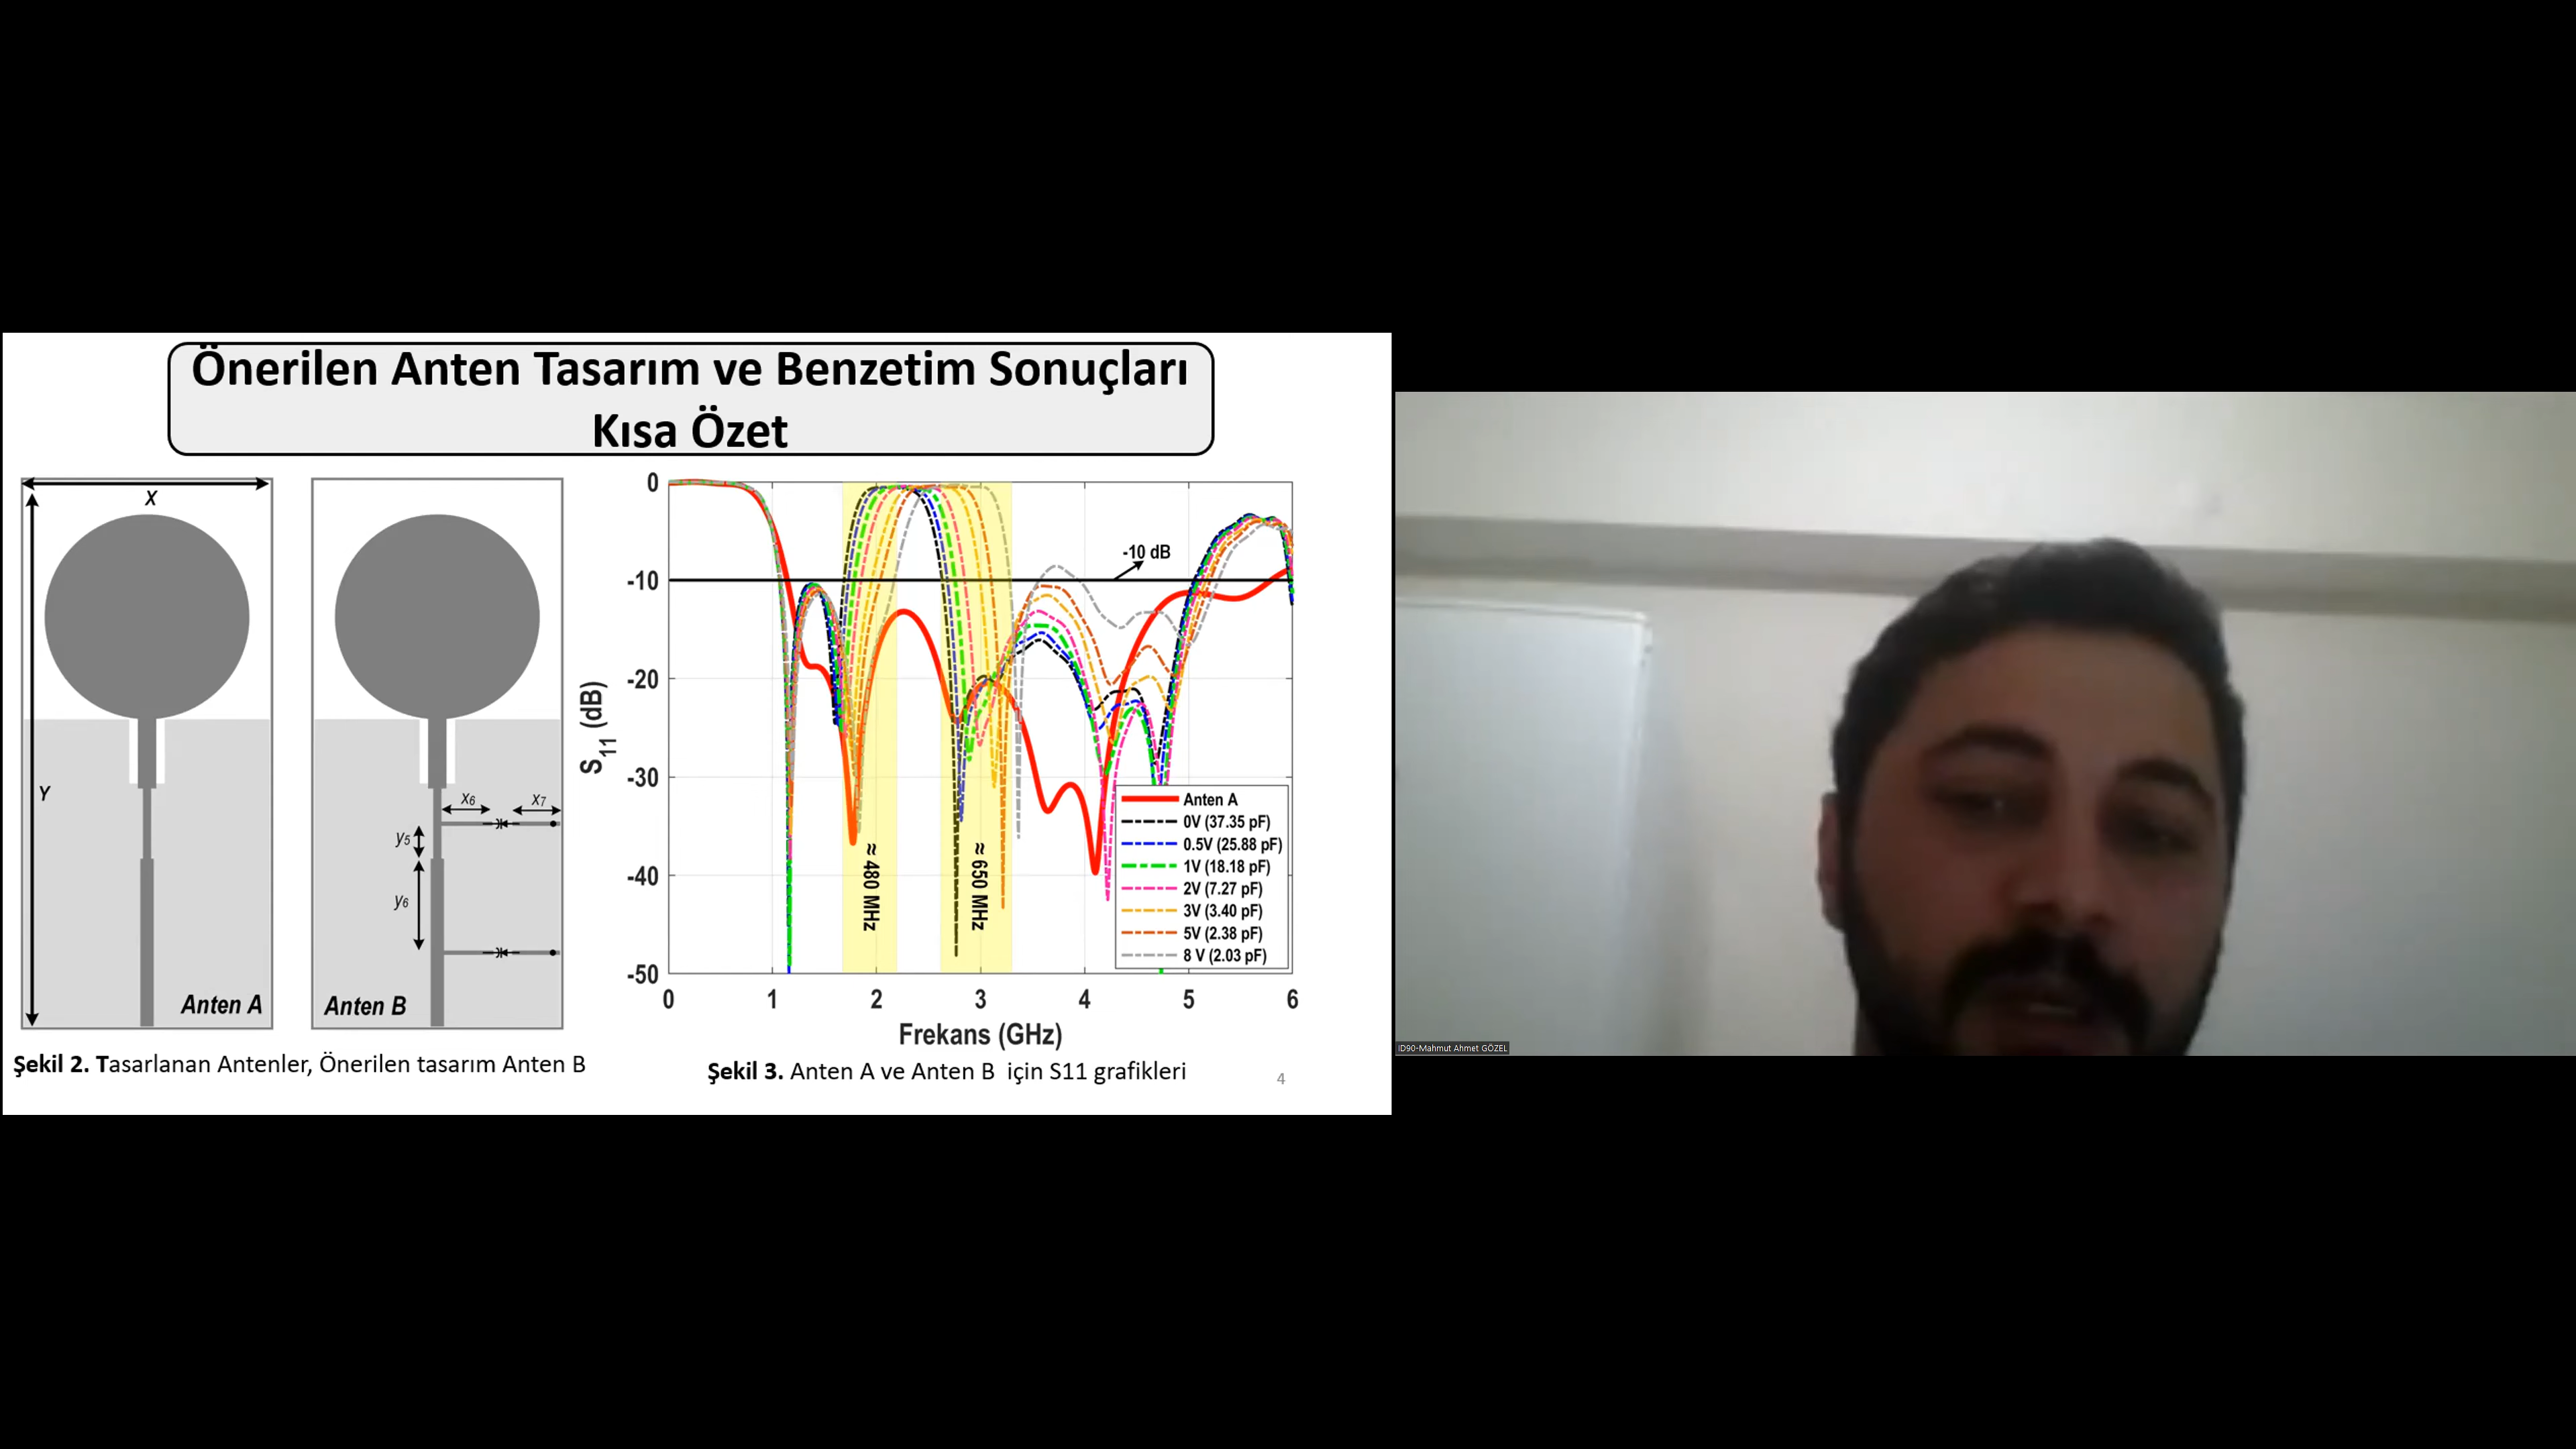 Önerilen Anten Tasarım ve Benzetim Sonuçları
Kısa Özet
X
Y
Anten A
x6
x7
y5
y6
Anten B
Şekil 2. Tasarlanan Antenler, Önerilen tasarım Anten B
0
-10
-20
-30
-40
-50
S11 (dB)
-10 dB
≈ 480 MHz
≈ 650 MHz
Anten A
0V (37.35 pF)
0.5V (25.88 pF)
1V (18.18 pF)
2V (7.27 pF)
3V (3.40 pF)
5V (2.38 pF)
8 V (2.03 pF)
0 1 2 3 4 5 6
Frekans (GHz)
Şekil 3. Anten A ve Anten B için S11 grafikleri
4
ID90-Mahmut Ahmet GÖZEL